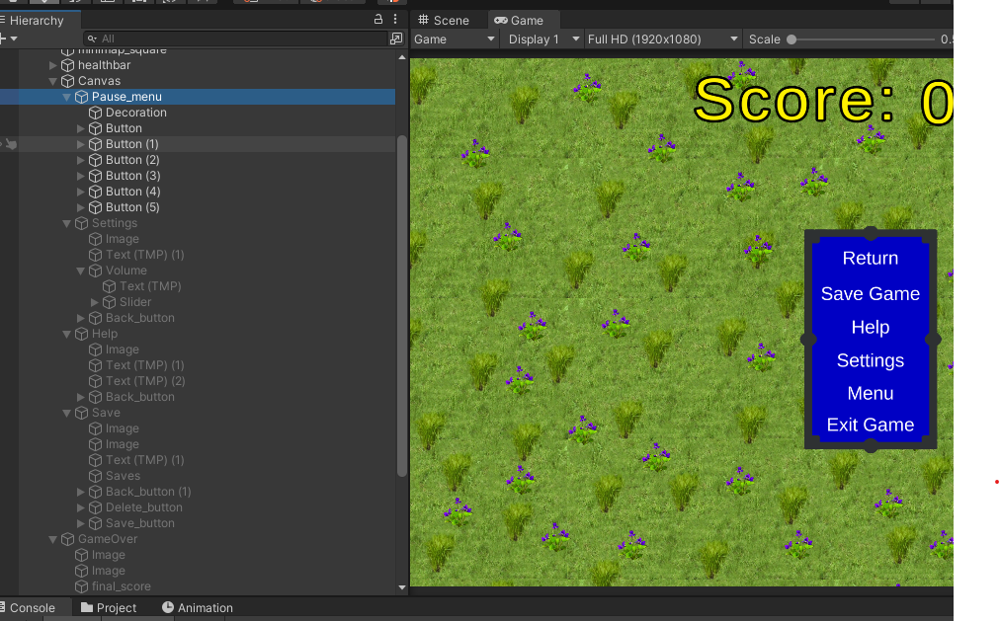 Hierarchy
All
minimap_square
healthbar
Canvas
Pause_menu
Decoration
Button
Button (1)
Button (2)
Button (3)
Button (4)
Button (5)
Settings
Image
Text (TMP) (1)
Volume
Text (TMP)
Slider
Back_button
Help
Image
Text (TMP) (1)
Text (TMP) (2)
Back_button
Save
Image
Image
Text (TMP) (1)
Saves
Back_button (1)
Delete_button
Save_button
GameOver
Image
Image
final_score
Console
Project
Animation
Scene
Game
Game
Display 1
Full HD (1920x1080)
Scale
0.5
Score: 0
Return
Save Game
Help
Settings
Menu
Exit Game